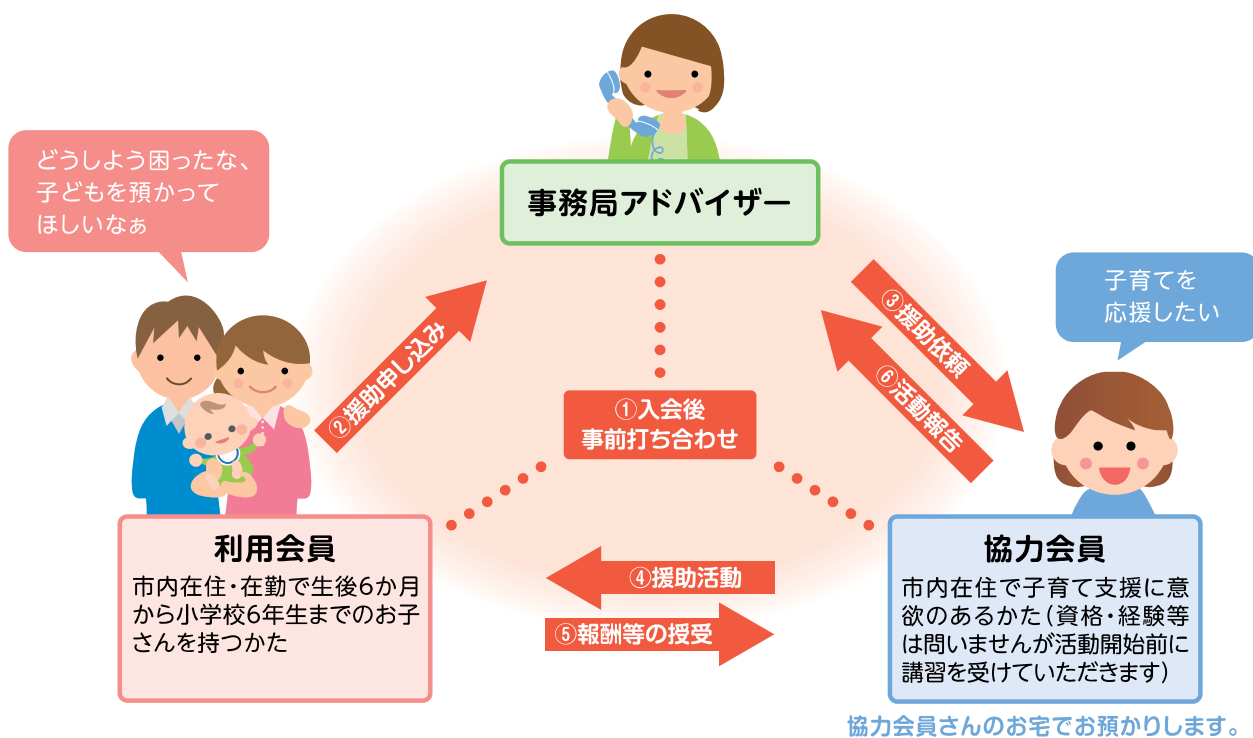 事務局アドバイザー
どうしよう困ったな、
子どもを預かって
ほしいなぁ
子育てを
応援したい
①入会後
事前打ち合わせ
②援助申し込み
③援助依頼
⑥活動報告
④援助活動
⑤報酬等の授受
利用会員
市内在住・在勤で生後6か月
から小学校6年生までのお子
さんを持つかた
協力会員
市内在住で子育て支援に意
欲のあるかた（資格・経験等
は問いませんが活動開始前に
講習を受けていただきます）
協力会員さんのお宅でお預かりします。